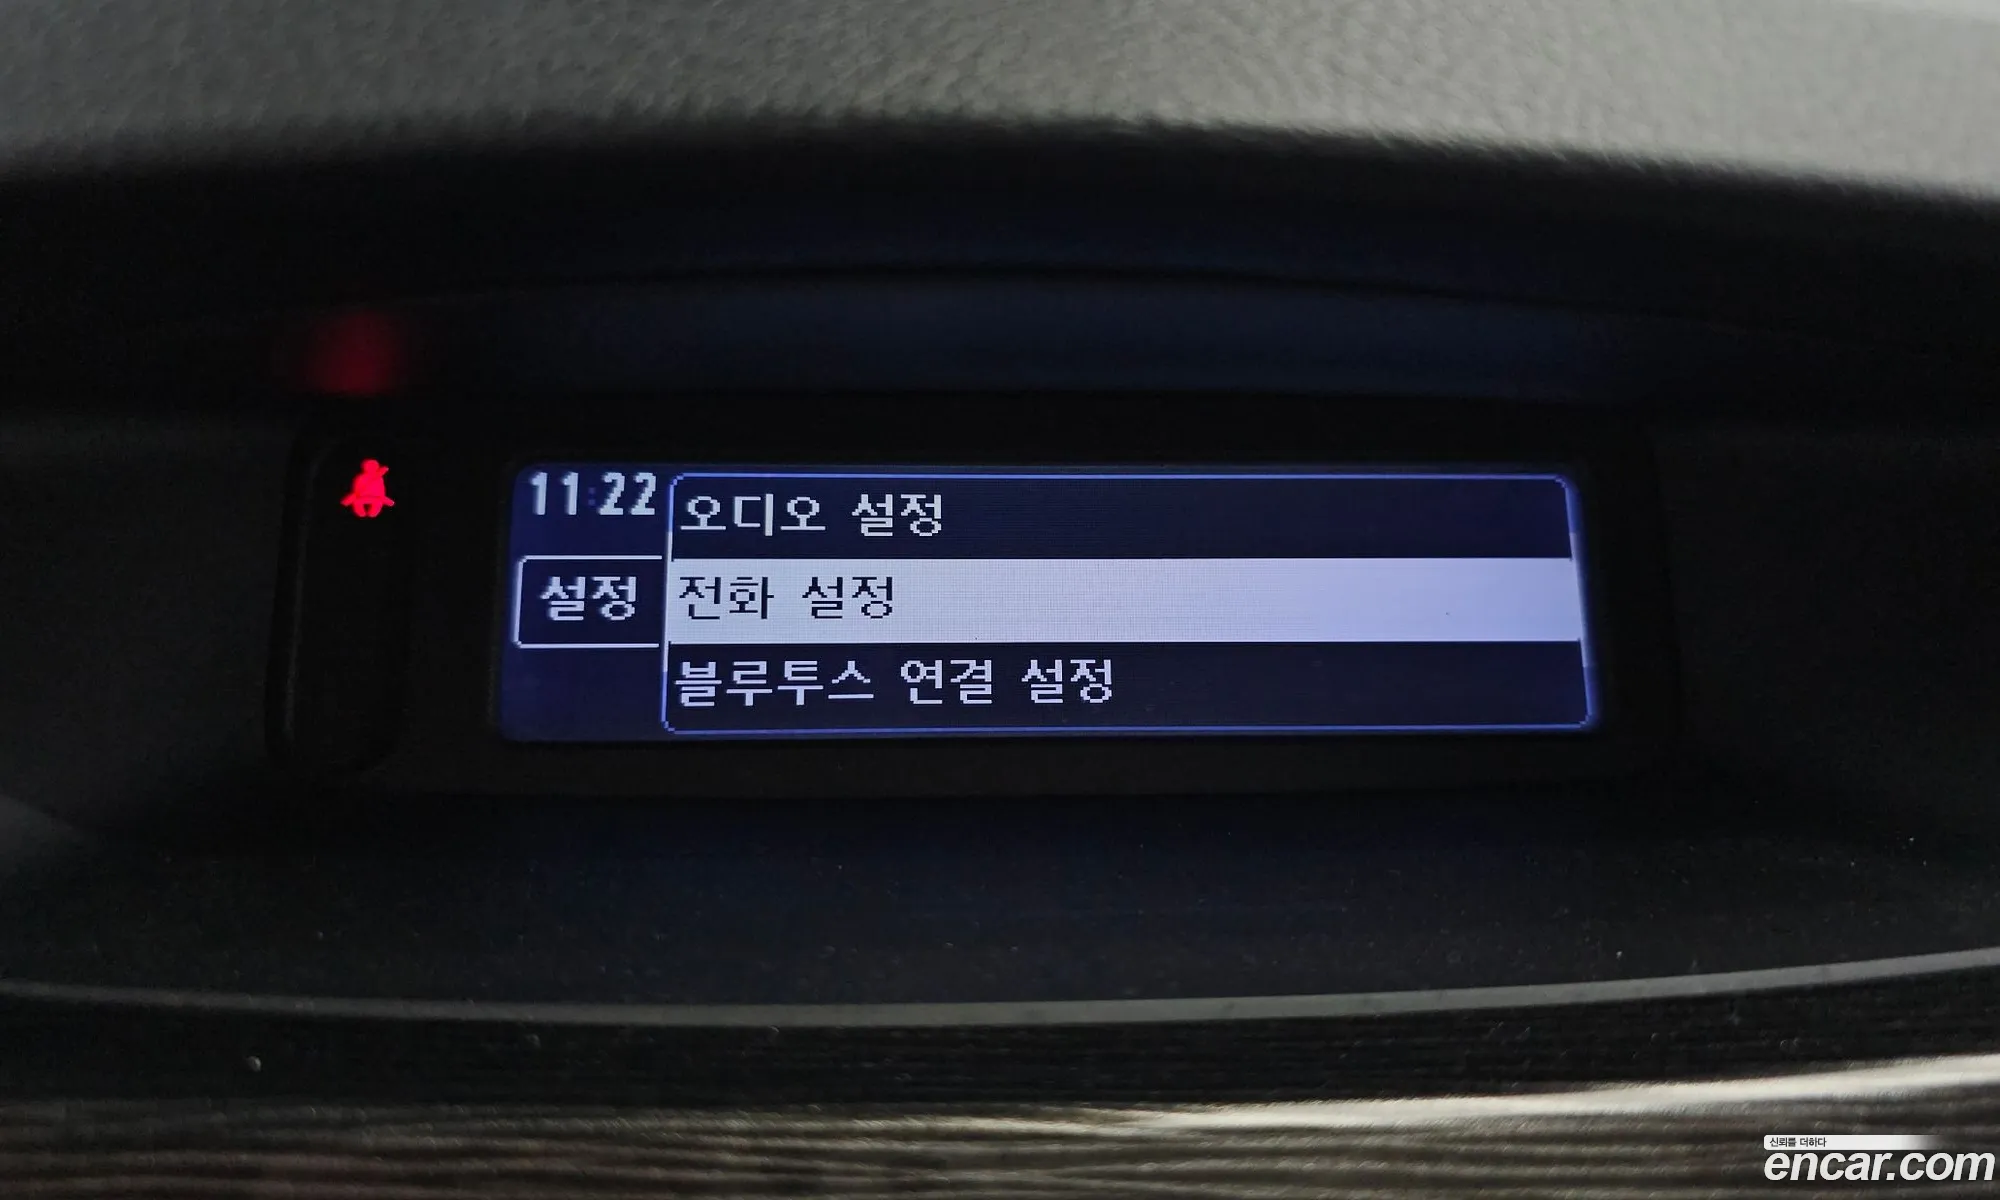 11:22
오디오 설정
설정
전화 설정
블루투스 연결 설정
신뢰를 더하다
encar.com